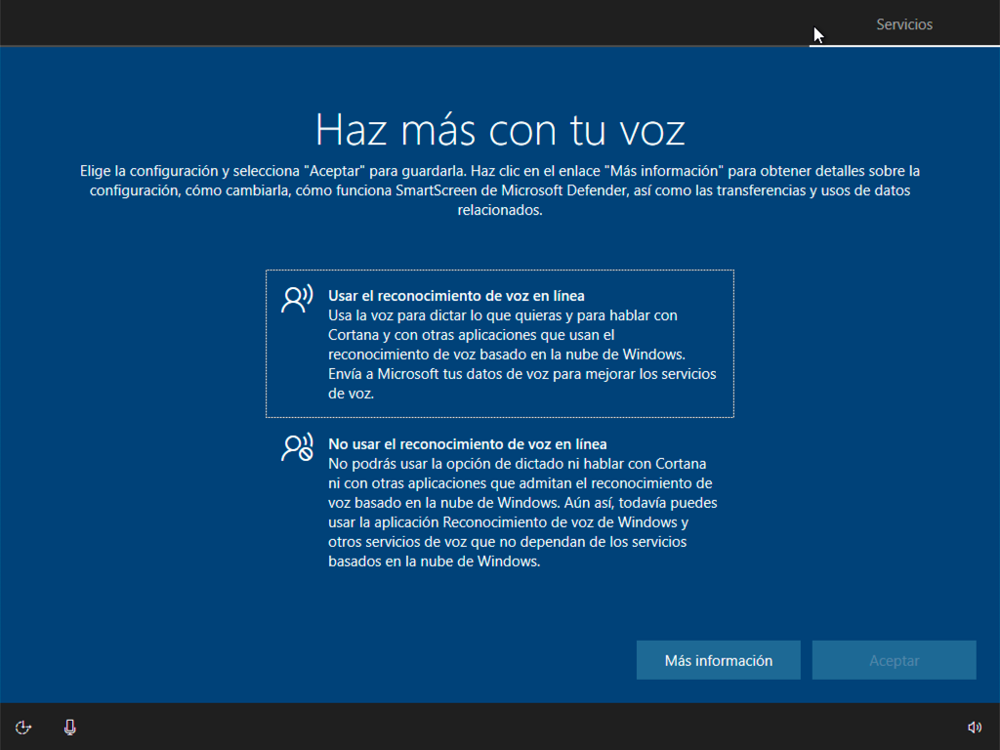 Servicios
Haz más con tu voz
Elige la configuración y selecciona "Aceptar" para guardarla. Haz clic en el enlace "Más información" para obtener detalles sobre la
configuración, cómo cambiarla, cómo funciona SmartScreen de Microsoft Defender, así como las transferencias y usos de datos
relacionados.
Usar el reconocimiento de voz en línea
Usa la voz para dictar lo que quieras y para hablar con
Cortana y con otras aplicaciones que usan el
reconocimiento de voz basado en la nube de Windows.
Envía a Microsoft tus datos de voz para mejorar los servicios
de voz.
No usar el reconocimiento de voz en línea
No podrás usar la opción de dictado ni hablar con Cortana
ni con otras aplicaciones que admitan el reconocimiento de
voz basado en la nube de Windows. Aún así, todavía puedes
usar la aplicación Reconocimiento de voz de Windows y
otros servicios de voz que no dependan de los servicios
basados en la nube de Windows.
Más información
Aceptar